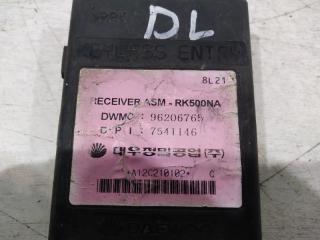 DL
KEYLESS ENTRY
8L21
RECEIVER ASM - RK500NA
DWMC : 96206765
D P I : 7541146
대우정밀공업(주)
*A12C210102* C